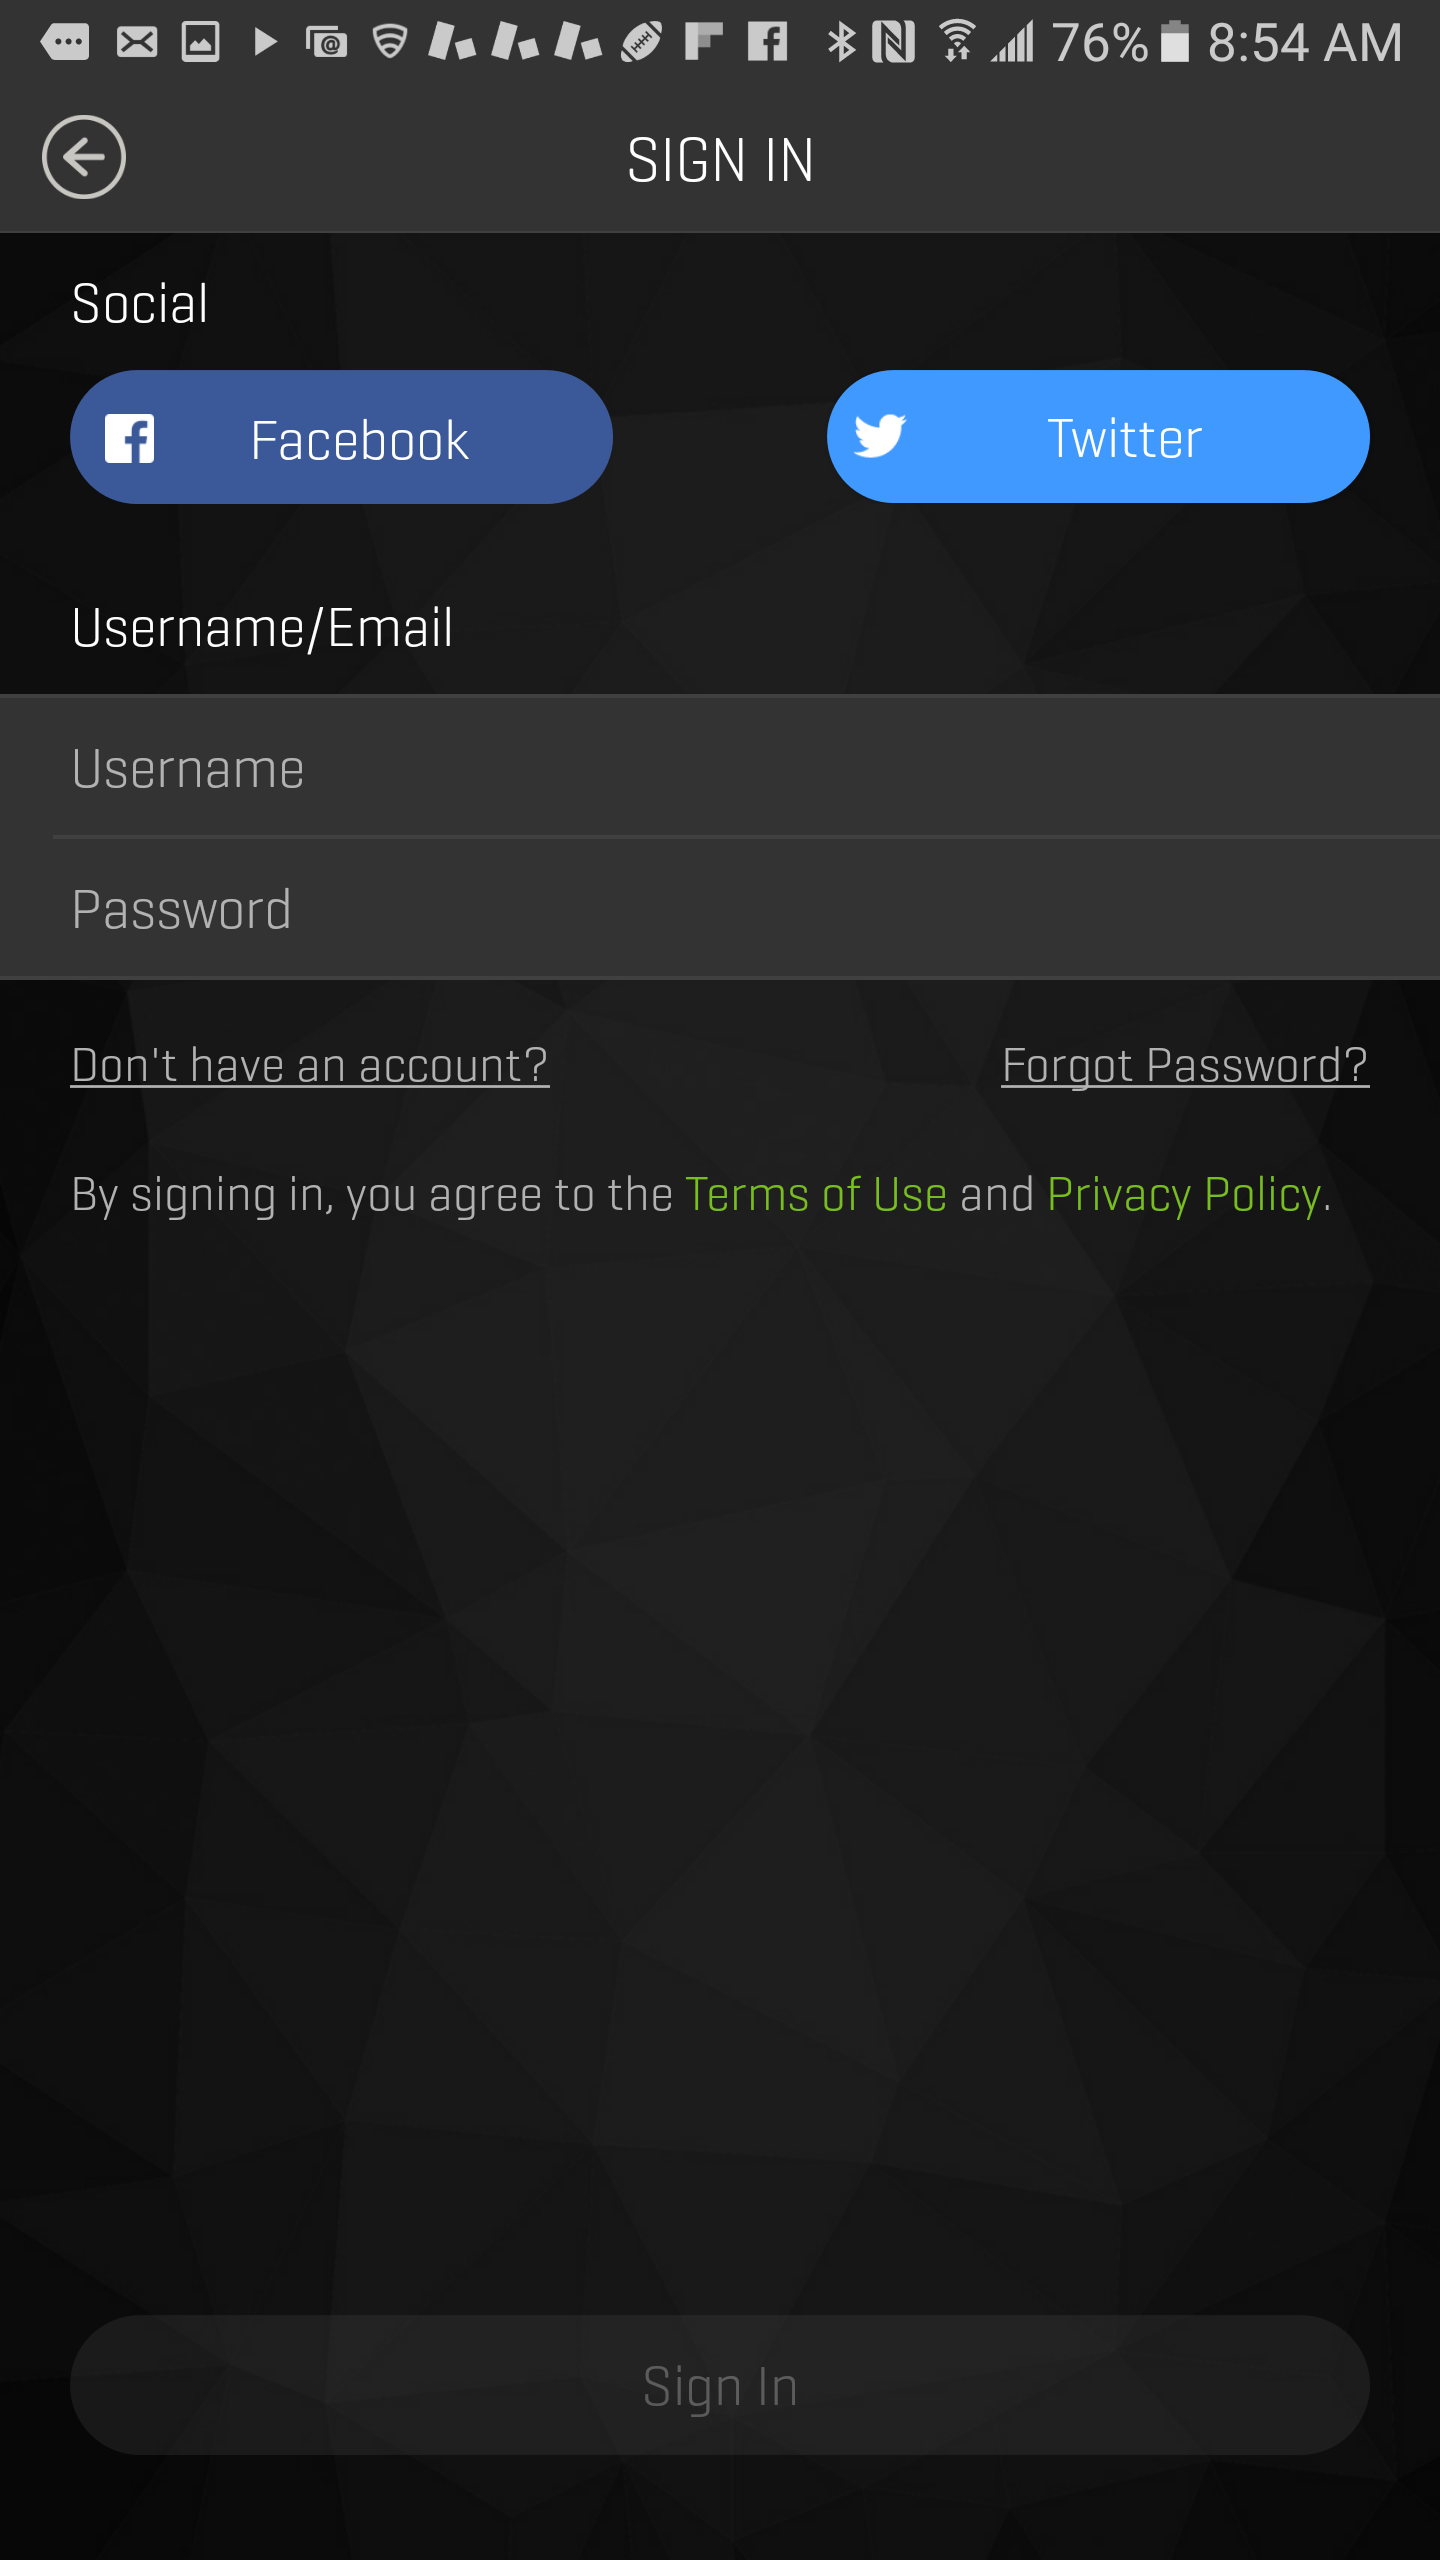 76% 8:54 AM
SIGN IN
Social
Facebook Twitter
Username/Email
Username
Password
Don't have an account? Forgot Password?
By signing in, you agree to the Terms of Use and Privacy Policy.
Sign In